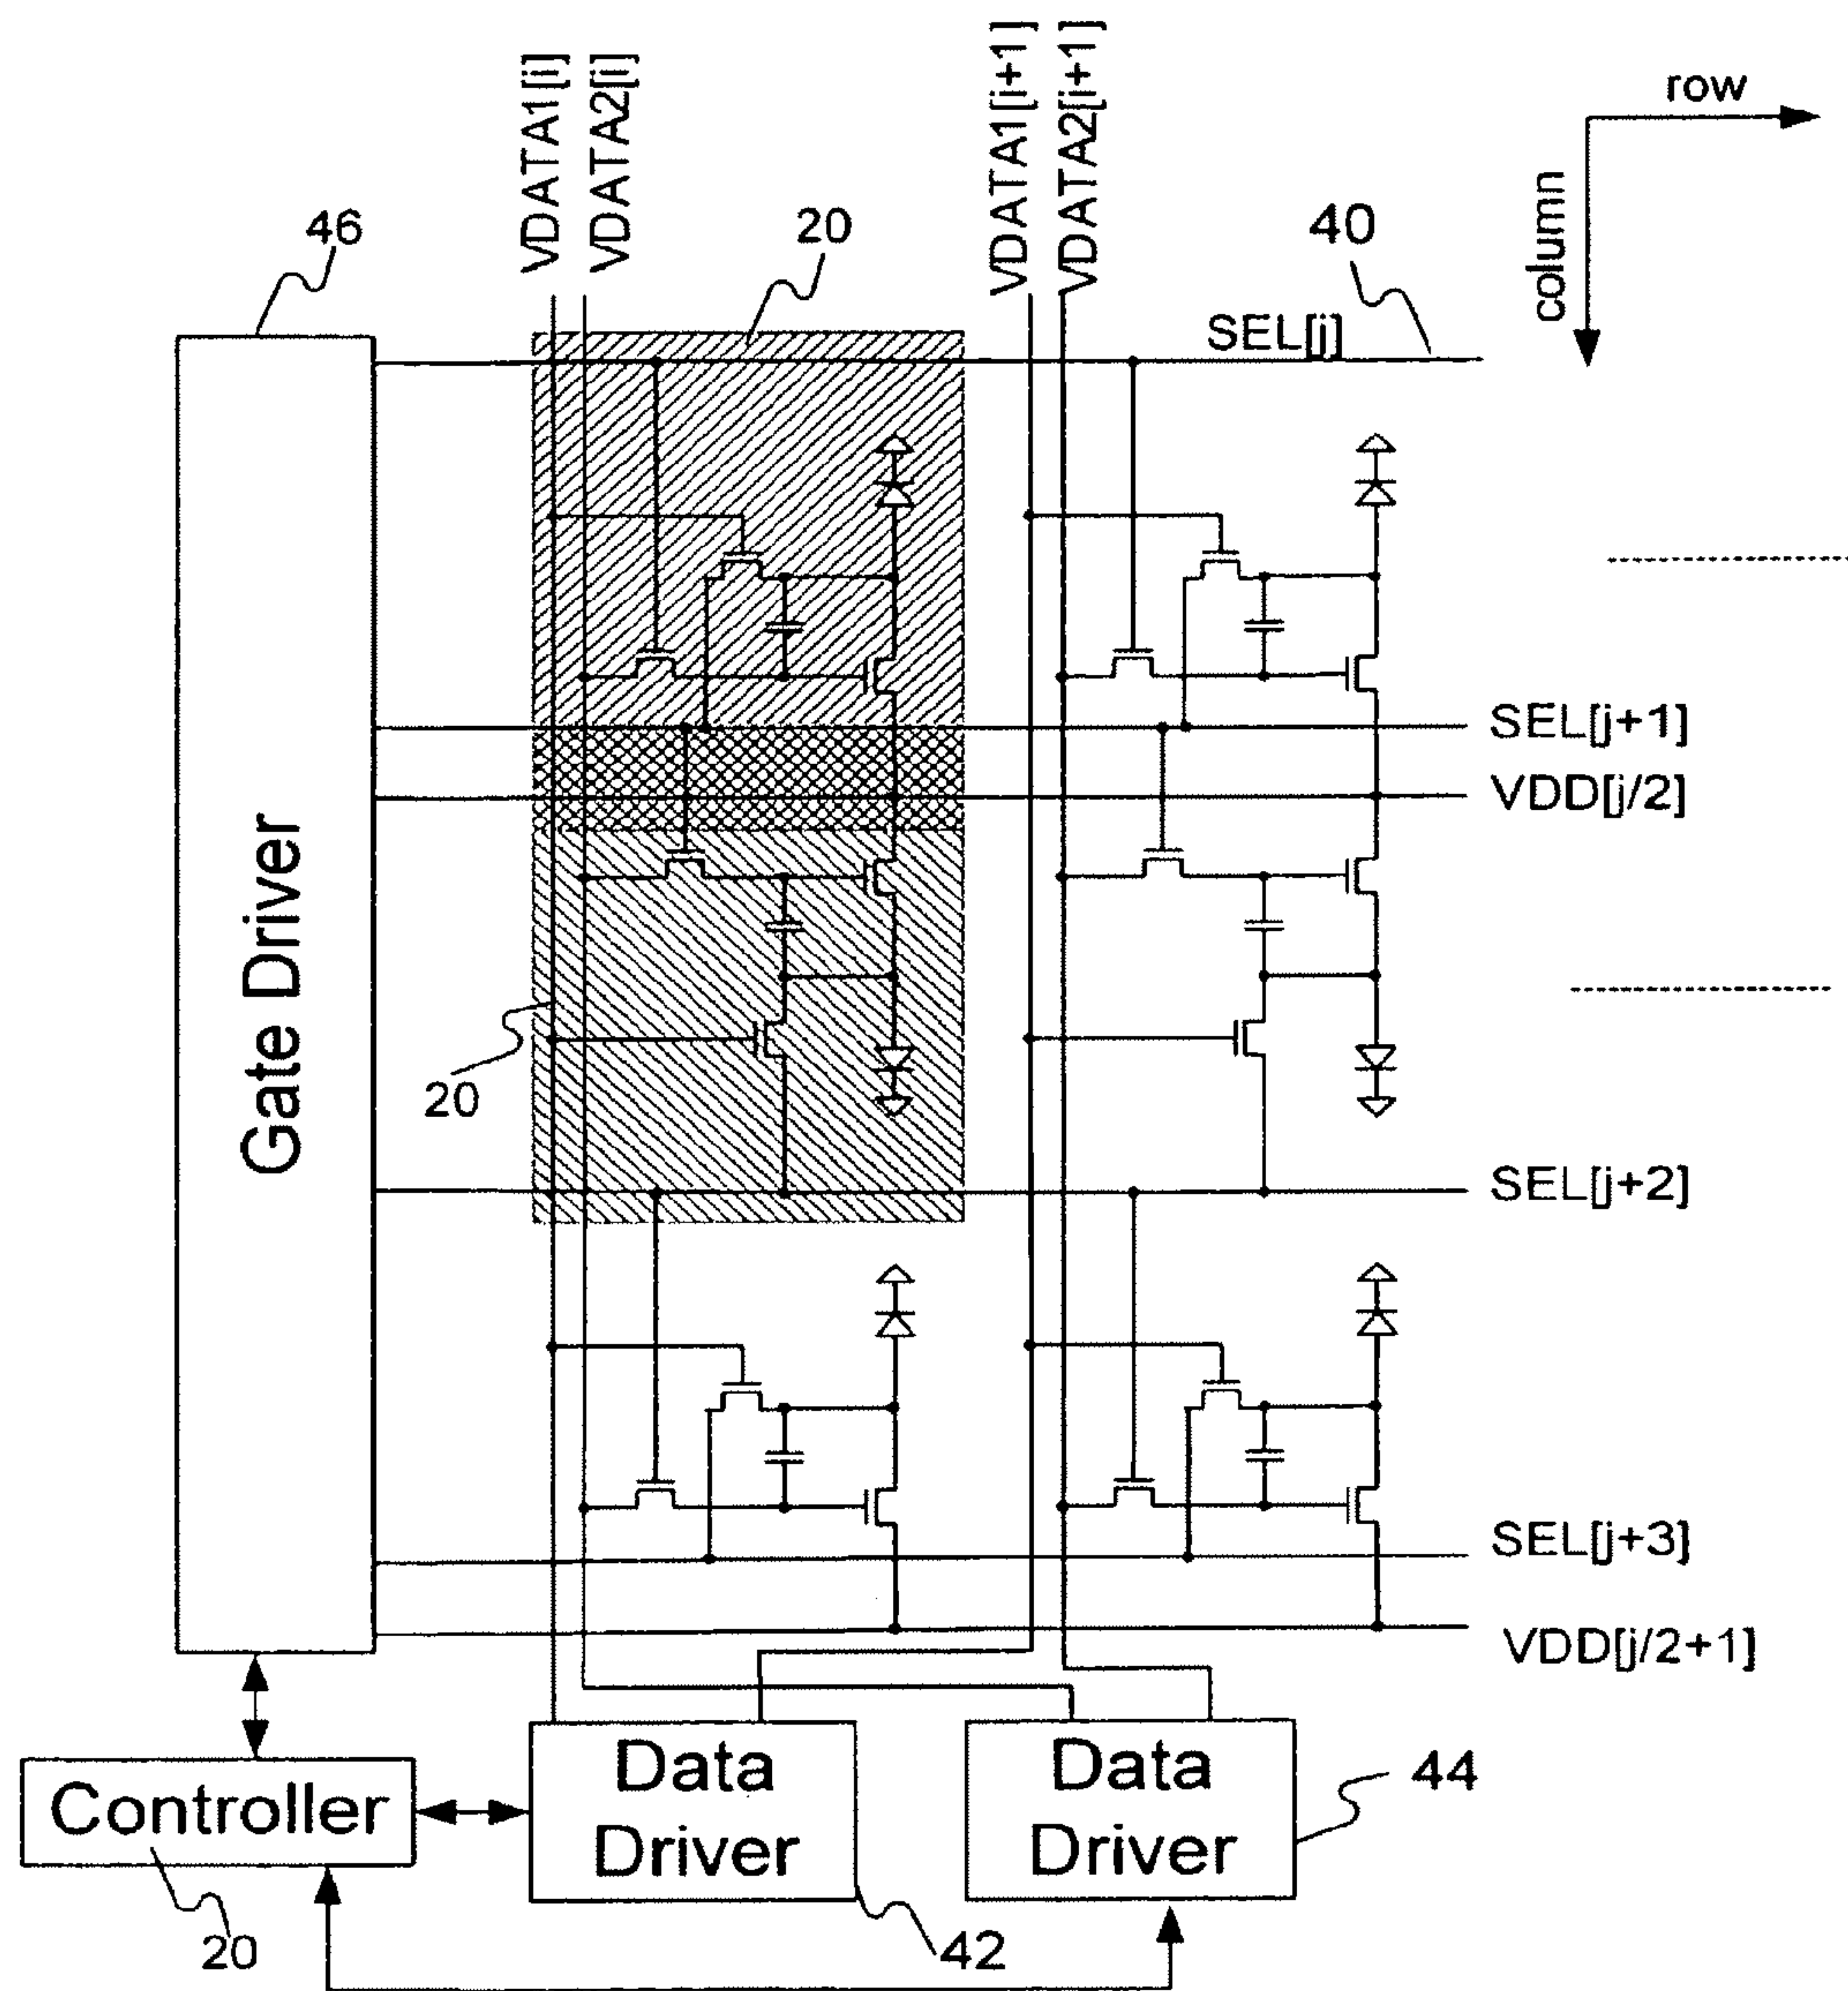 VDATA1[i]
VDATA2[i]
VDATA1[i+1]
VDATA2[i+1]
row
column
46
20
40
SEL[j]
SEL[j+1]
VDD[j/2]
Gate Driver
20
SEL[j+2]
SEL[j+3]
VDD[j/2+1]
Controller
Data
Driver
Data
Driver
44
20
42